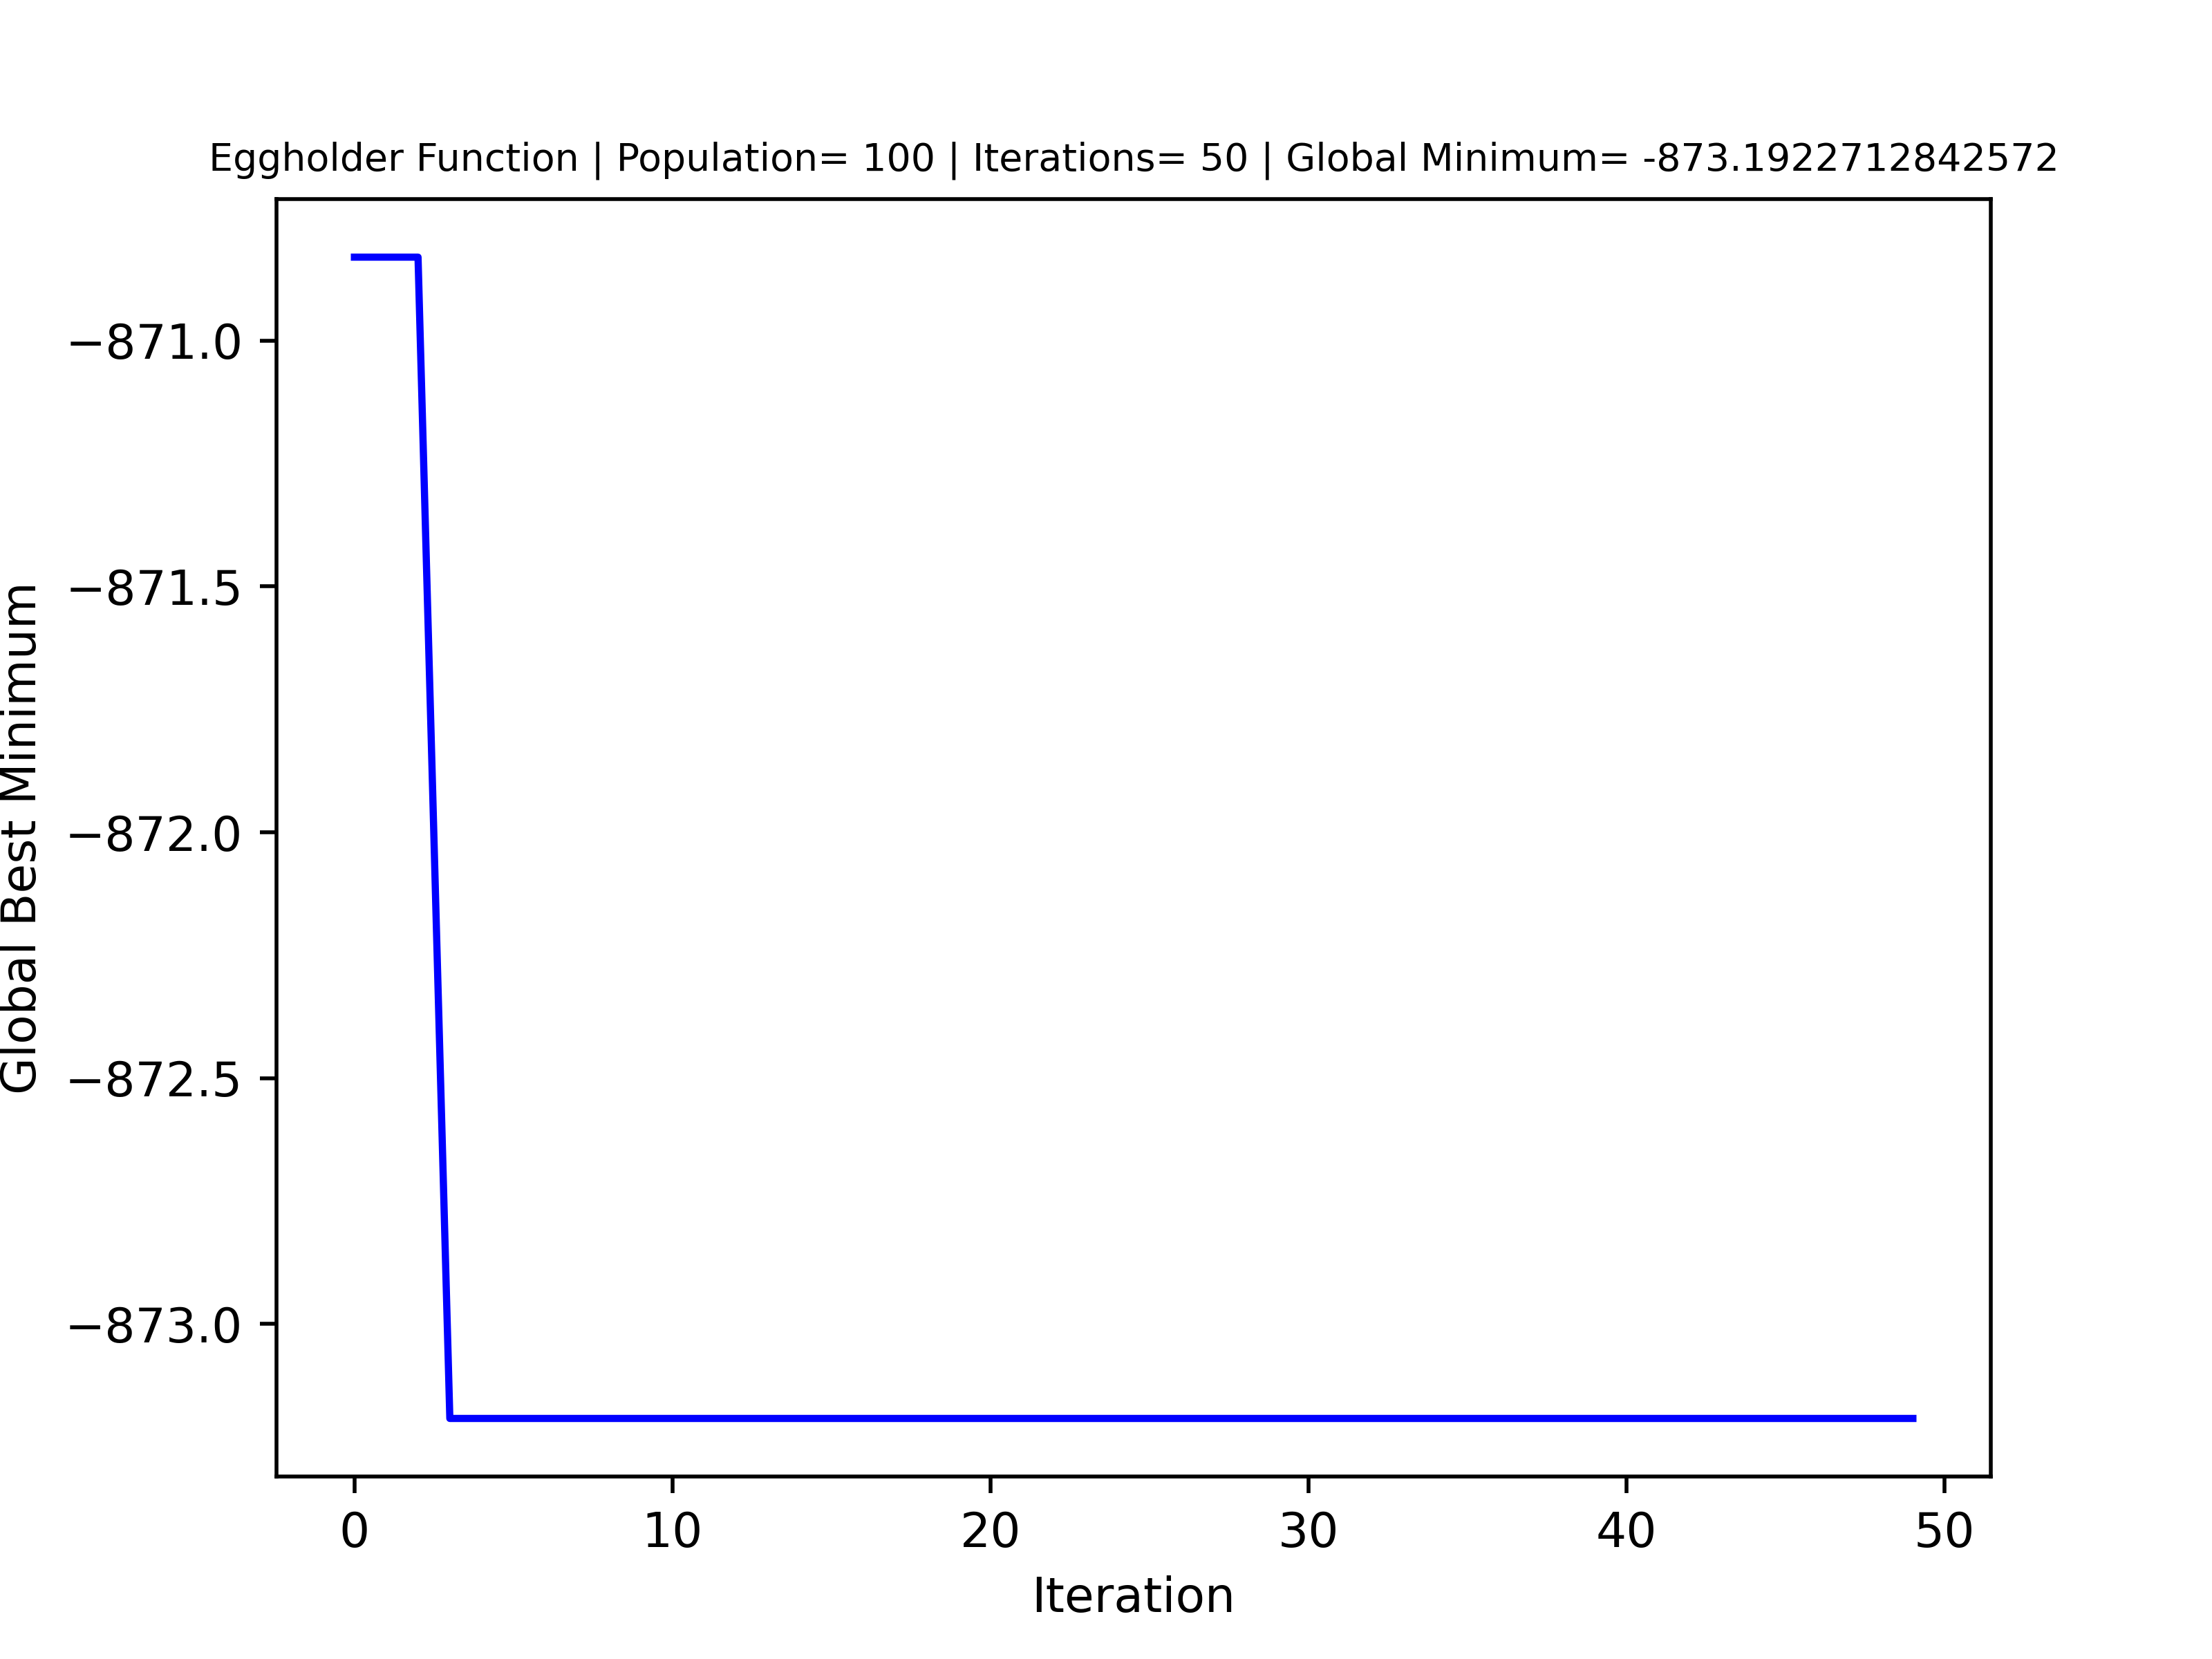 Eggholder Function | Population= 100 | Iterations= 50 | Global Minimum= -873.1922712842572
Global Best Minimum
−871.0
−871.5
−872.0
−872.5
−873.0
0 10 20 30 40 50
Iteration